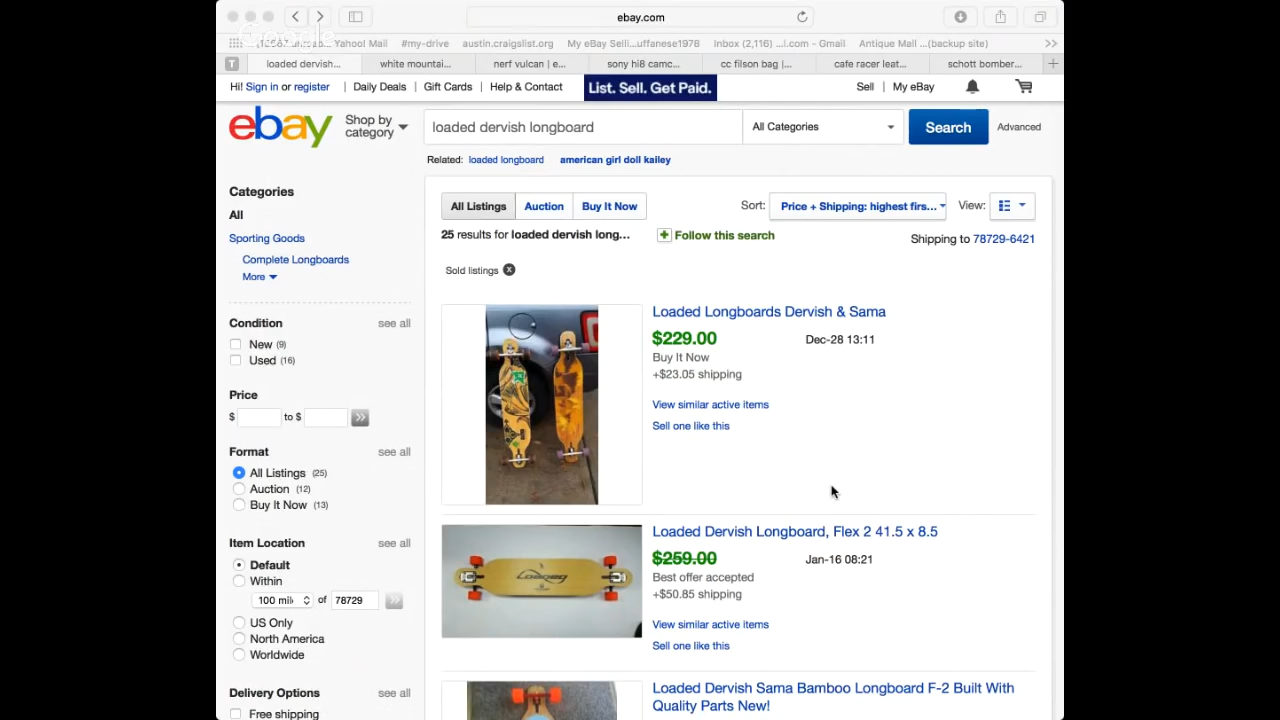 ebay.com
Google
Yahoo! Mail #my-drive austin.craigslist.org My eBay Selli...uffanese1978 Inbox (2,116) ...l.com - Gmail Antique Mall ...(backup site) >>
T loaded dervish... white mountai... nerf vulcan | e... sony hi8 camc... cc filson bag |... cafe racer leat... schott bomber... +
Hi! Sign in or register | Daily Deals | Gift Cards | Help & Contact List. Sell. Get Paid. Sell | My eBay
ebay Shop by category loaded dervish longboard All Categories Search Advanced
Related: loaded longboard american girl doll kailey
Categories
All
Sporting Goods
Complete Longboards
More
Condition see all
New (9)
Used (16)
Price
$ to $ >>
Format see all
All Listings (25)
Auction (12)
Buy It Now (13)
Item Location see all
Default
Within
100 mil of 78729 >>
US Only
North America
Worldwide
Delivery Options see all
Free shipping
All Listings Auction Buy It Now Sort: Price + Shipping: highest firs... View:
25 results for loaded dervish long... + Follow this search Shipping to 78729-6421
Sold listings x
Loaded Longboards Dervish & Sama
$229.00 Dec-28 13:11
Buy It Now
+$23.05 shipping
View similar active items
Sell one like this
LOADED
Loaded Dervish Longboard, Flex 2 41.5 x 8.5
$259.00 Jan-16 08:21
Best offer accepted
+$50.85 shipping
View similar active items
Sell one like this
Loaded Dervish Sama Bamboo Longboard F-2 Built With
Quality Parts New!